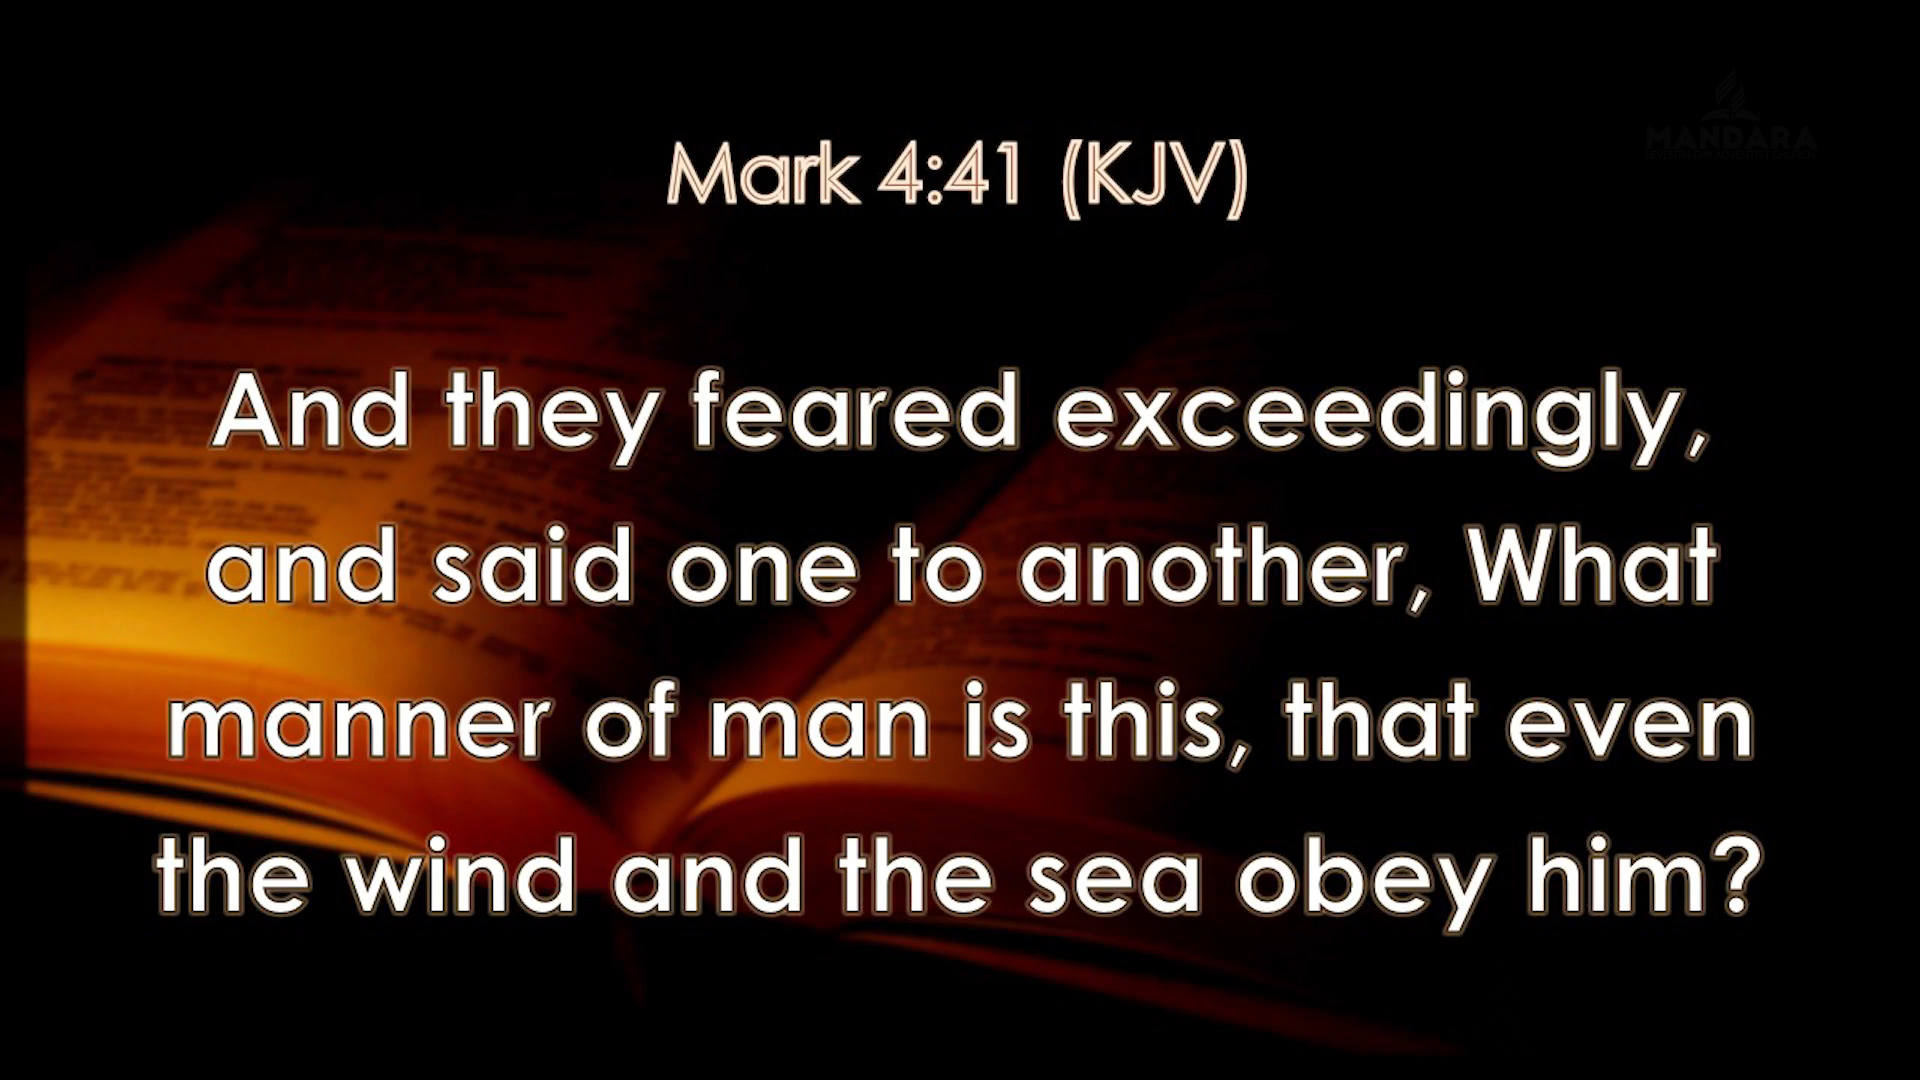 MANDARA
Mark 4:41 (KJV)
And they feared exceedingly,
and said one to another, What
manner of man is this, that even
the wind and the sea obey him?